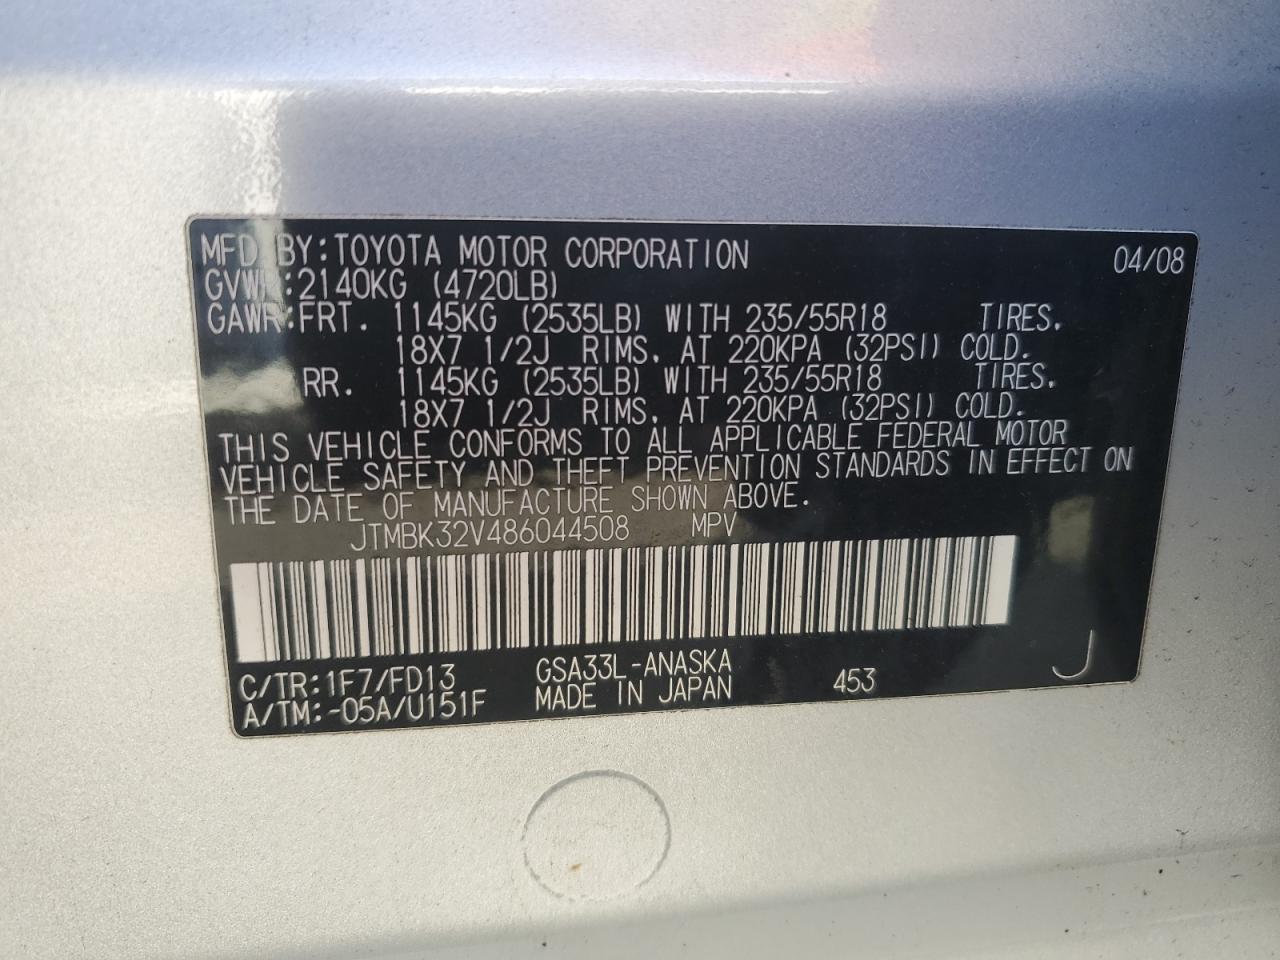 MFD BY:TOYOTA MOTOR CORPORATION 04/08
GVWR:2140KG (4720LB)
GAWR:FRT. 1145KG (2535LB) WITH 235/55R18 TIRES,
18X7 1/2J RIMS, AT 220KPA (32PSI) COLD.
RR. 1145KG (2535LB) WITH 235/55R18 TIRES,
18X7 1/2J RIMS, AT 220KPA (32PSI) COLD.
THIS VEHICLE CONFORMS TO ALL APPLICABLE FEDERAL MOTOR
VEHICLE SAFETY AND THEFT PREVENTION STANDARDS IN EFFECT ON
THE DATE OF MANUFACTURE SHOWN ABOVE.
JTMBK32V486044508 MPV
C/TR:1F7/FD13 GSA33L-ANASKA 453 J
A/TM:-05A/U151F MADE IN JAPAN